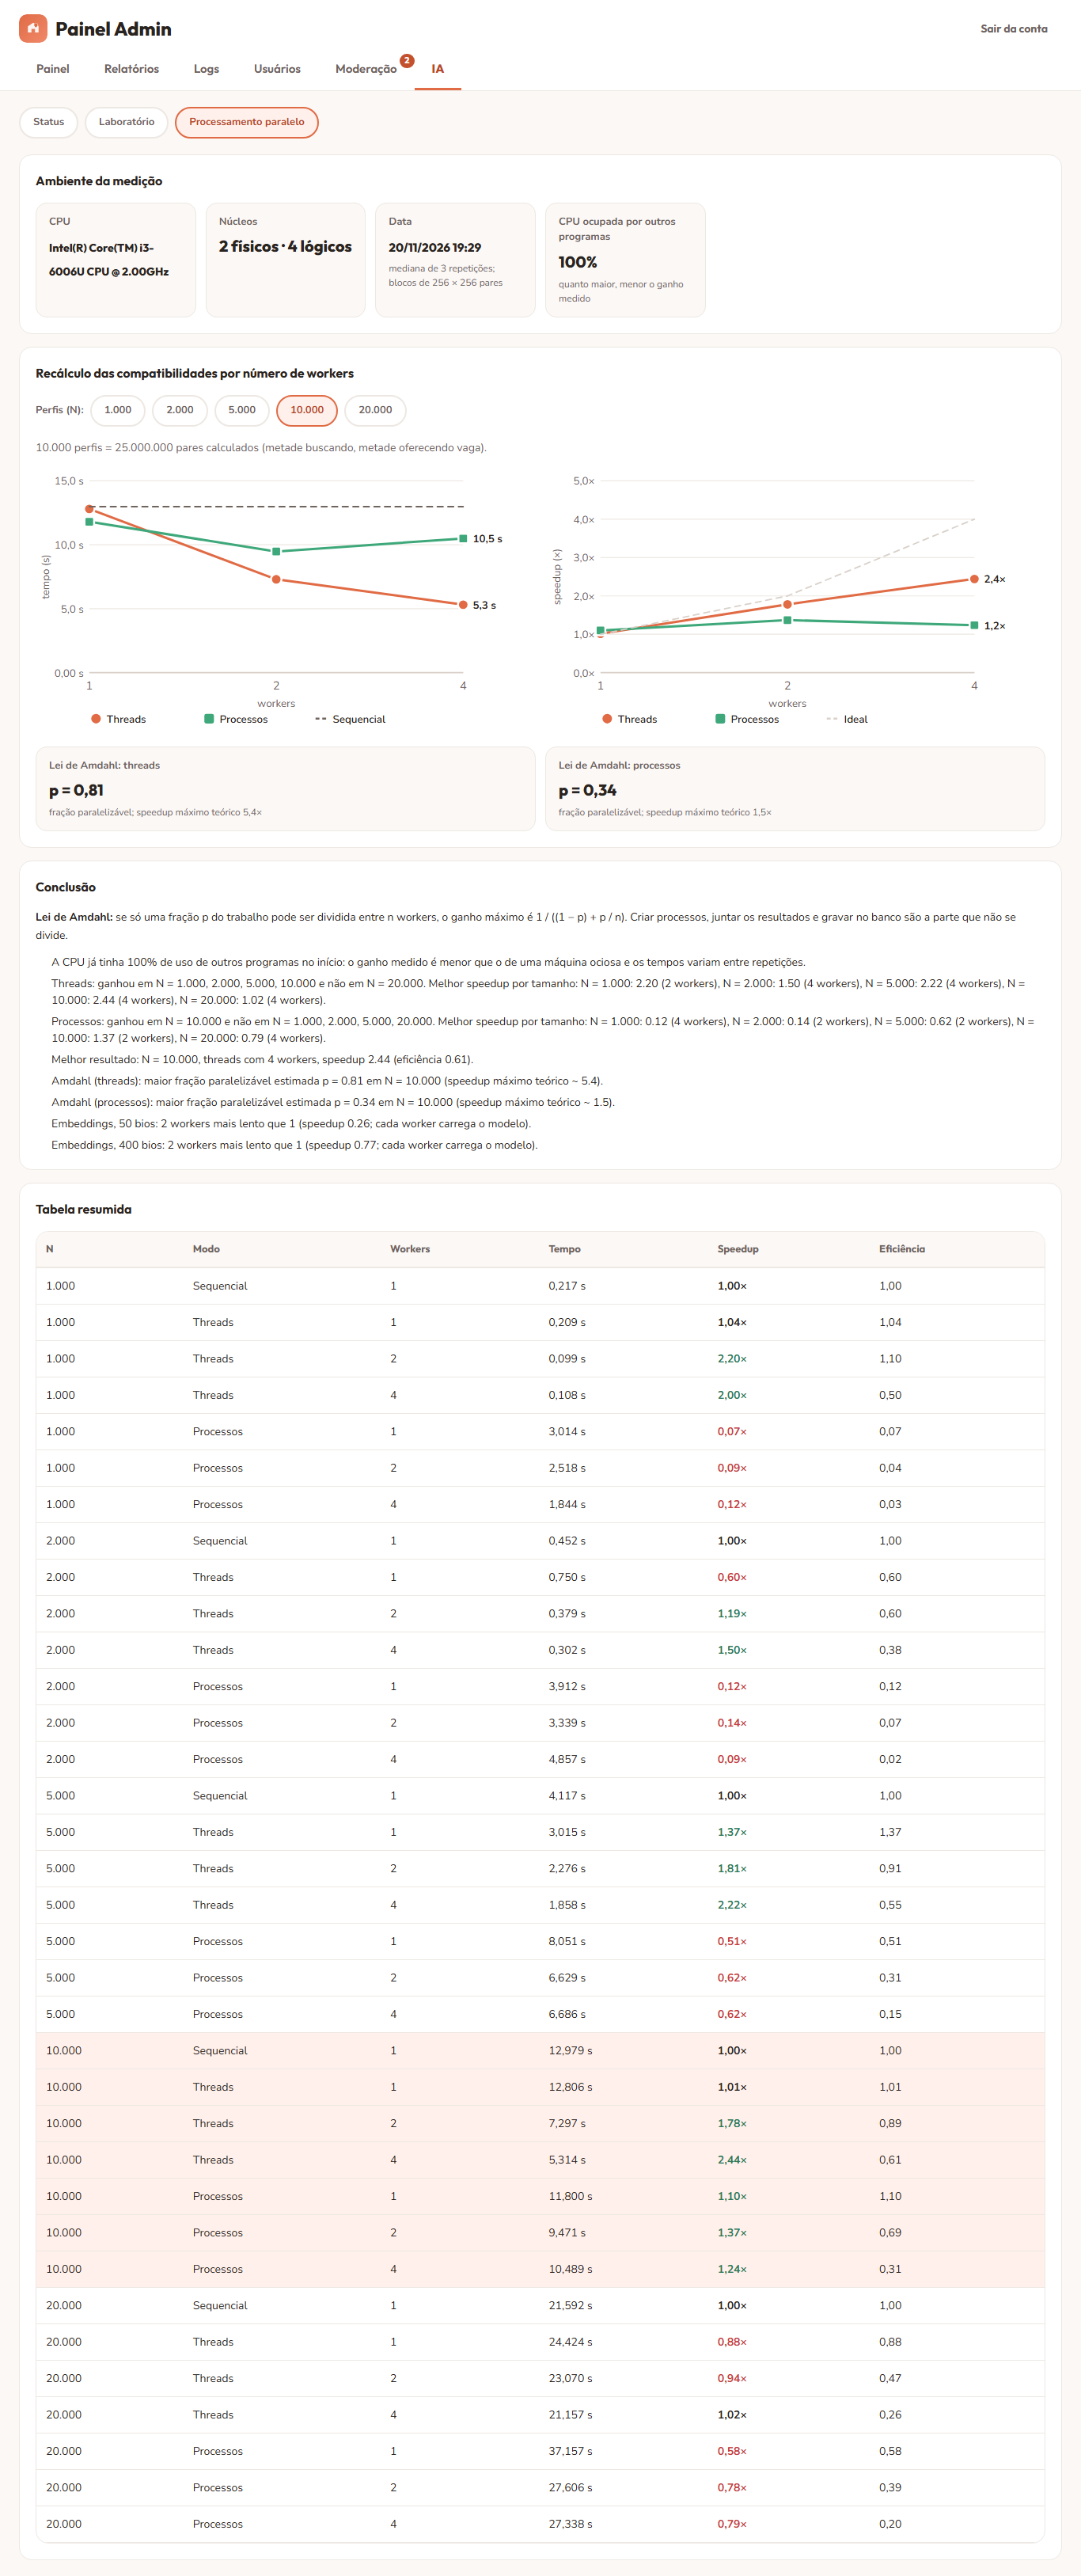 Painel Admin
Sair da conta
Painel Relatórios Logs Usuários Moderação 2 IA
Status Laboratório Processamento paralelo
Ambiente da medição
CPU
Intel(R) Core(TM) i3-
6006U CPU @ 2.00GHz
Núcleos
2 físicos · 4 lógicos
Data
20/11/2026 19:29
mediana de 3 repetições;
blocos de 256 × 256 pares
CPU ocupada por outros
programas
100%
quanto maior, menor o ganho
medido
Recálculo das compatibilidades por número de workers
Perfis (N): 1.000 2.000 5.000 10.000 20.000
10.000 perfis = 25.000.000 pares calculados (metade buscando, metade oferecendo vaga).
15,0 s
10,0 s
5,0 s
0,00 s
tempo (s)
10,5 s
5,3 s
1 2 4
workers
Threads Processos Sequencial
5,0×
4,0×
3,0×
2,0×
1,0×
0,0×
speedup (×)
2,4×
1,2×
1 2 4
workers
Threads Processos Ideal
Lei de Amdahl: threads
p = 0,81
fração paralelizável; speedup máximo teórico 5,4×
Lei de Amdahl: processos
p = 0,34
fração paralelizável; speedup máximo teórico 1,5×
Conclusão
Lei de Amdahl: se só uma fração p do trabalho pode ser dividida entre n workers, o ganho máximo é 1 / ((1 − p) + p / n). Criar processos, juntar os resultados e gravar no banco são a parte que não se
divide.
A CPU já tinha 100% de uso de outros programas no início: o ganho medido é menor que o de uma máquina ociosa e os tempos variam entre repetições.
Threads: ganhou em N = 1.000, 2.000, 5.000, 10.000 e não em N = 20.000. Melhor speedup por tamanho: N = 1.000: 2.20 (2 workers), N = 2.000: 1.50 (4 workers), N = 5.000: 2.22 (4 workers), N =
10.000: 2.44 (4 workers), N = 20.000: 1.02 (4 workers).
Processos: ganhou em N = 10.000 e não em N = 1.000, 2.000, 5.000, 20.000. Melhor speedup por tamanho: N = 1.000: 0.12 (4 workers), N = 2.000: 0.14 (2 workers), N = 5.000: 0.62 (2 workers), N =
10.000: 1.37 (2 workers), N = 20.000: 0.79 (4 workers).
Melhor resultado: N = 10.000, threads com 4 workers, speedup 2.44 (eficiência 0.61).
Amdahl (threads): maior fração paralelizável estimada p = 0.81 em N = 10.000 (speedup máximo teórico ~ 5.4).
Amdahl (processos): maior fração paralelizável estimada p = 0.34 em N = 10.000 (speedup máximo teórico ~ 1.5).
Embeddings, 50 bios: 2 workers mais lento que 1 (speedup 0.26; cada worker carrega o modelo).
Embeddings, 400 bios: 2 workers mais lento que 1 (speedup 0.77; cada worker carrega o modelo).
Tabela resumida
N Modo Workers Tempo Speedup Eficiência
1.000 Sequencial 1 0,217 s 1,00× 1,00
1.000 Threads 1 0,209 s 1,04× 1,04
1.000 Threads 2 0,099 s 2,20× 1,10
1.000 Threads 4 0,108 s 2,00× 0,50
1.000 Processos 1 3,014 s 0,07× 0,07
1.000 Processos 2 2,518 s 0,09× 0,04
1.000 Processos 4 1,844 s 0,12× 0,03
2.000 Sequencial 1 0,452 s 1,00× 1,00
2.000 Threads 1 0,750 s 0,60× 0,60
2.000 Threads 2 0,379 s 1,19× 0,60
2.000 Threads 4 0,302 s 1,50× 0,38
2.000 Processos 1 3,912 s 0,12× 0,12
2.000 Processos 2 3,339 s 0,14× 0,07
2.000 Processos 4 4,857 s 0,09× 0,02
5.000 Sequencial 1 4,117 s 1,00× 1,00
5.000 Threads 1 3,015 s 1,37× 1,37
5.000 Threads 2 2,276 s 1,81× 0,91
5.000 Threads 4 1,858 s 2,22× 0,55
5.000 Processos 1 8,051 s 0,51× 0,51
5.000 Processos 2 6,629 s 0,62× 0,31
5.000 Processos 4 6,686 s 0,62× 0,15
10.000 Sequencial 1 12,979 s 1,00× 1,00
10.000 Threads 1 12,806 s 1,01× 1,01
10.000 Threads 2 7,297 s 1,78× 0,89
10.000 Threads 4 5,314 s 2,44× 0,61
10.000 Processos 1 11,800 s 1,10× 1,10
10.000 Processos 2 9,471 s 1,37× 0,69
10.000 Processos 4 10,489 s 1,24× 0,31
20.000 Sequencial 1 21,592 s 1,00× 1,00
20.000 Threads 1 24,424 s 0,88× 0,88
20.000 Threads 2 23,070 s 0,94× 0,47
20.000 Threads 4 21,157 s 1,02× 0,26
20.000 Processos 1 37,157 s 0,58× 0,58
20.000 Processos 2 27,606 s 0,78× 0,39
20.000 Processos 4 27,338 s 0,79× 0,20